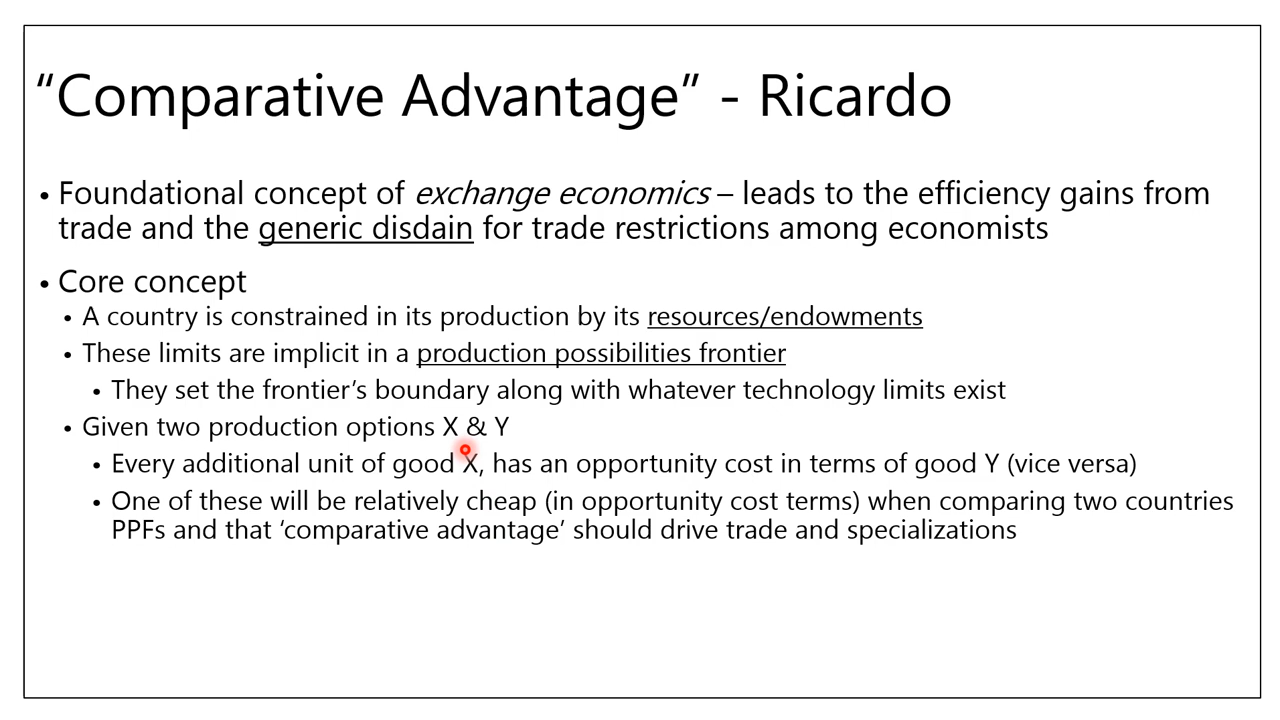 “Comparative Advantage” - Ricardo
• Foundational concept of exchange economics – leads to the efficiency gains from
trade and the generic disdain for trade restrictions among economists
• Core concept
• A country is constrained in its production by its resources/endowments
• These limits are implicit in a production possibilities frontier
• They set the frontier’s boundary along with whatever technology limits exist
• Given two production options X & Y
• Every additional unit of good X, has an opportunity cost in terms of good Y (vice versa)
• One of these will be relatively cheap (in opportunity cost terms) when comparing two countries
PPFs and that ‘comparative advantage’ should drive trade and specializations